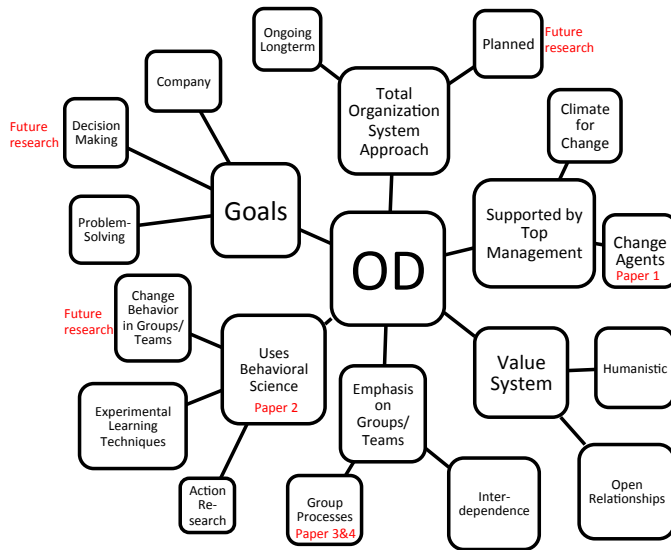 Ongoing
Longterm
Planned
Future
research
Total
Organization
System
Approach
Company
Climate
for
Change
Future
research
Decision
Making
Goals
Problem-
Solving
Supported by
Top
Management
Change
Agents
Paper 1
OD
Future
research
Change
Behavior
in Groups/
Teams
Uses
Behavioral
Science
Paper 2
Emphasis
on
Groups/
Teams
Value
System
Humanistic
Experimental
Learning
Techniques
Action
Re-
search
Group
Processes
Paper 3&4
Inter-
dependence
Open
Relationships